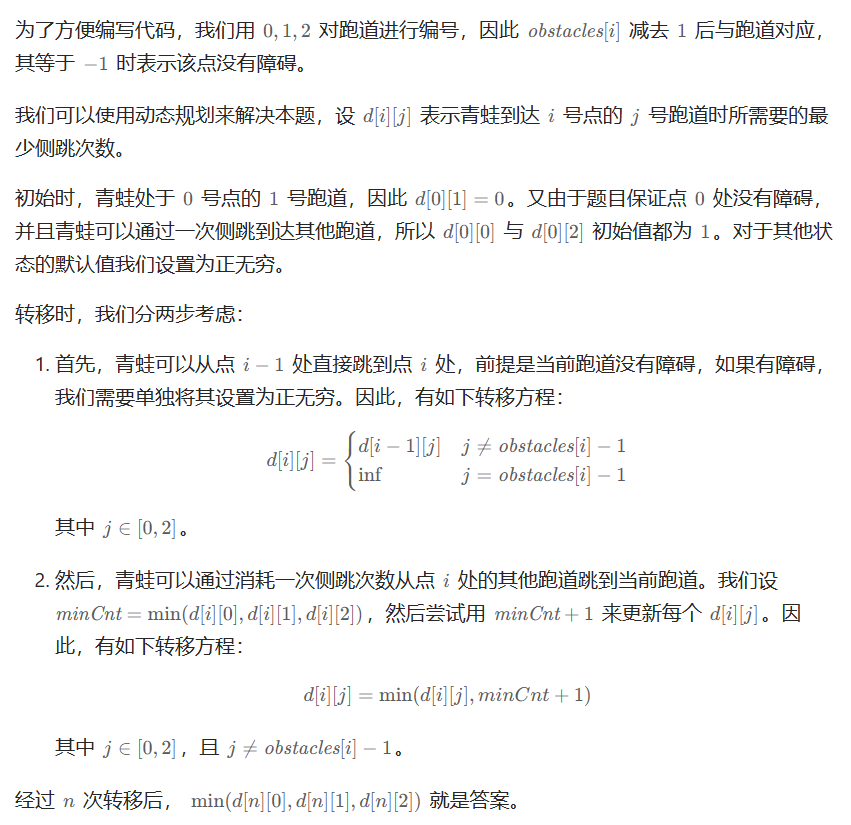 为了方便编写代码，我们用 0, 1, 2 对跑道进行编号，因此 obstacles[i] 减去 1 后与跑道对应，
其等于 −1 时表示该点没有障碍。
我们可以使用动态规划来解决本题，设 d[i][j] 表示青蛙到达 i 号点的 j 号跑道时所需要的最
少侧跳次数。
初始时，青蛙处于 0 号点的 1 号跑道，因此 d[0][1] = 0。又由于题目保证点 0 处没有障碍，
并且青蛙可以通过一次侧跳到达其他跑道，所以 d[0][0] 与 d[0][2] 初始值都为 1。对于其他状
态的默认值我们设置为正无穷。
转移时，我们分两步考虑：
1. 首先，青蛙可以从点 i − 1 处直接跳到点 i 处，前提是当前跑道没有障碍，如果有障碍，
我们需要单独将其设置为正无穷。因此，有如下转移方程：
d[i][j] = { d[i − 1][j] j ≠ obstacles[i] − 1
inf j = obstacles[i] − 1
其中 j ∈ [0, 2]。
2. 然后，青蛙可以通过消耗一次侧跳次数从点 i 处的其他跑道跳到当前跑道。我们设
minCnt = min(d[i][0], d[i][1], d[i][2])，然后尝试用 minCnt + 1 来更新每个 d[i][j]。因
此，有如下转移方程：
d[i][j] = min(d[i][j], minCnt + 1)
其中 j ∈ [0, 2]，且 j ≠ obstacles[i] − 1。
经过 n 次转移后， min(d[n][0], d[n][1], d[n][2]) 就是答案。